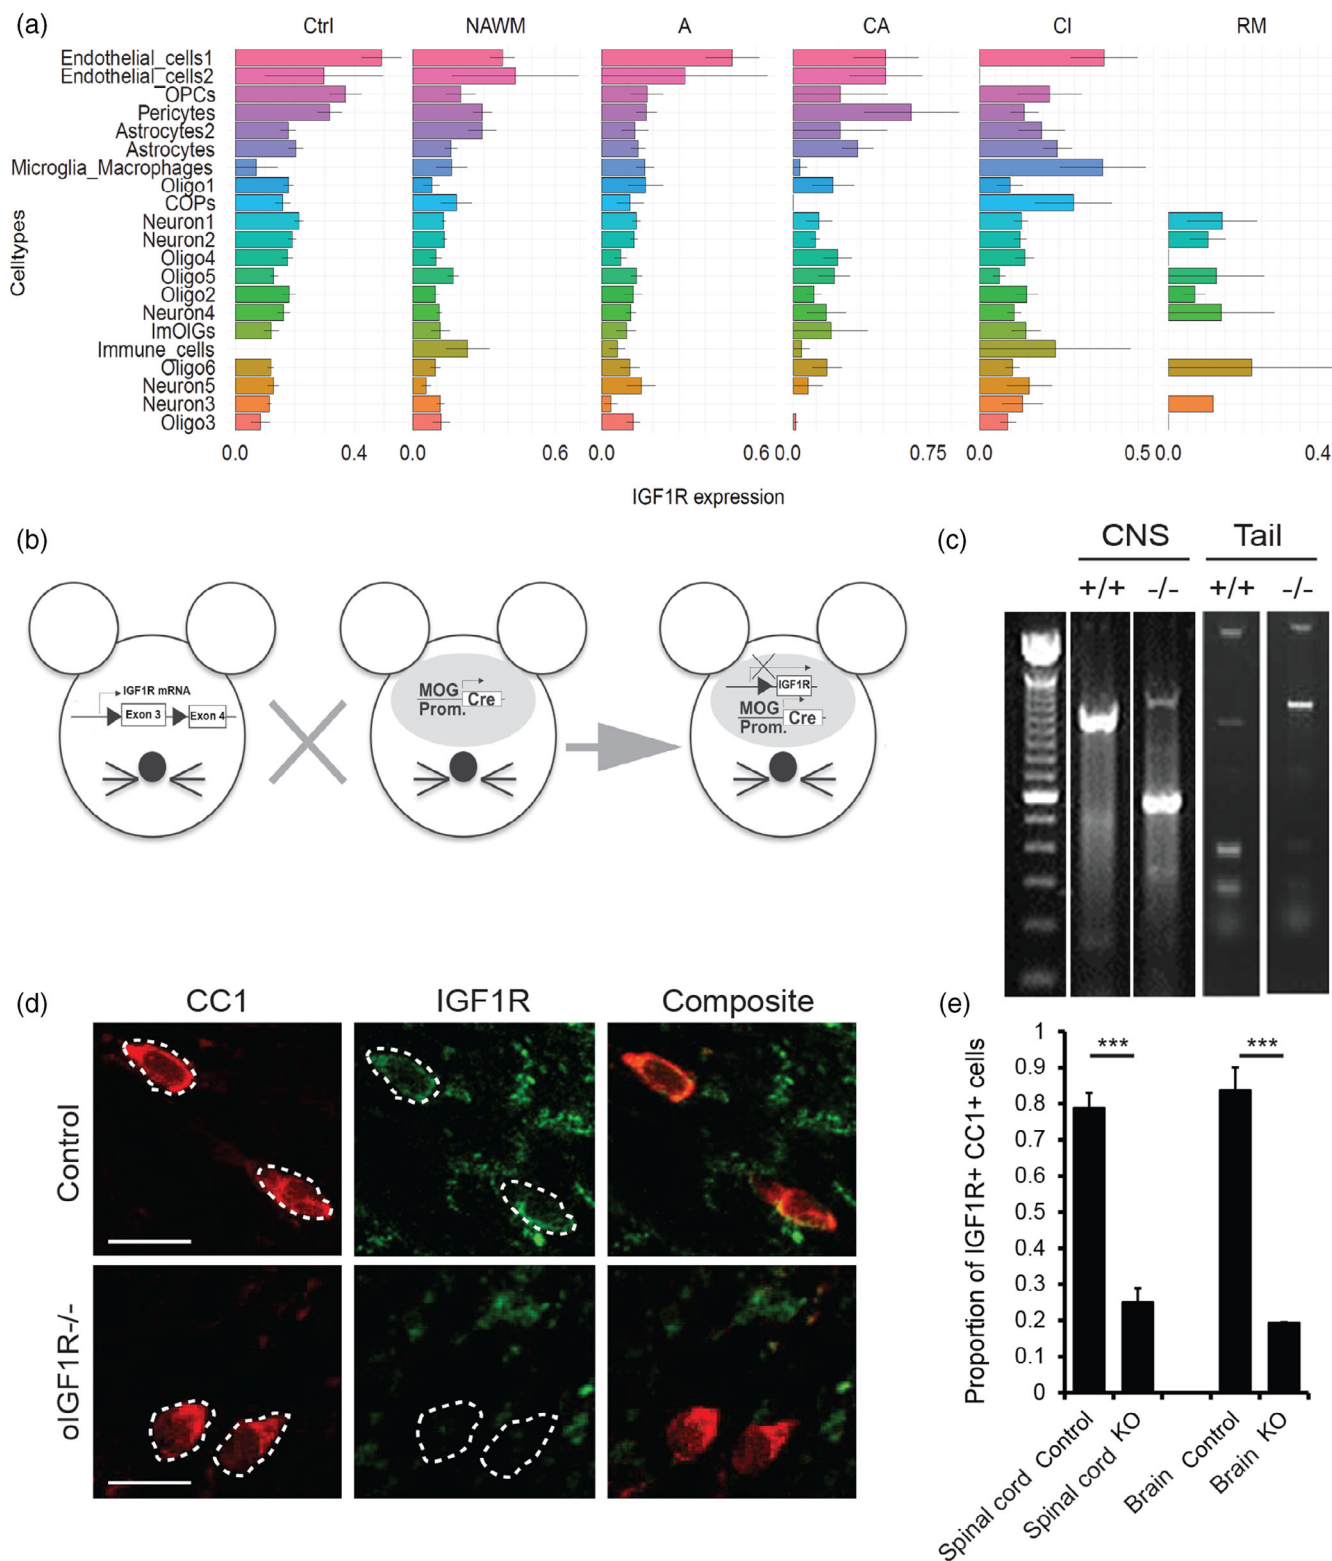 (a)
Ctrl NAWM A CA CI RM
Celltypes
Endothelial_cells1
Endothelial_cells2
OPCs
Pericytes
Astrocytes2
Astrocytes
Microglia_Macrophages
Oligo1
COPs
Neuron1
Neuron2
Oligo4
Oligo5
Oligo2
Neuron4
ImOlGs
Immune_cells
Oligo6
Neuron5
Neuron3
Oligo3
0.0 0.4 0.0 0.6 0.0 0.6 0.0 0.75 0.0 0.5 0.0 0.4
IGF1R expression
(b)
IGF1R mRNA
Exon 3 Exon 4
MOG
Prom. Cre
IGF1R
MOG
Prom. Cre
(c)
CNS Tail
+/+ -/- +/+ -/-
(d)
CC1 IGF1R Composite
Control
oIGF1R-/-
(e)
Proportion of IGF1R+ CC1+ cells
1
0.9
0.8
0.7
0.6
0.5
0.4
0.3
0.2
0.1
0
*** ***
Spinal cord Control
Spinal cord KO
Brain Control
Brain KO